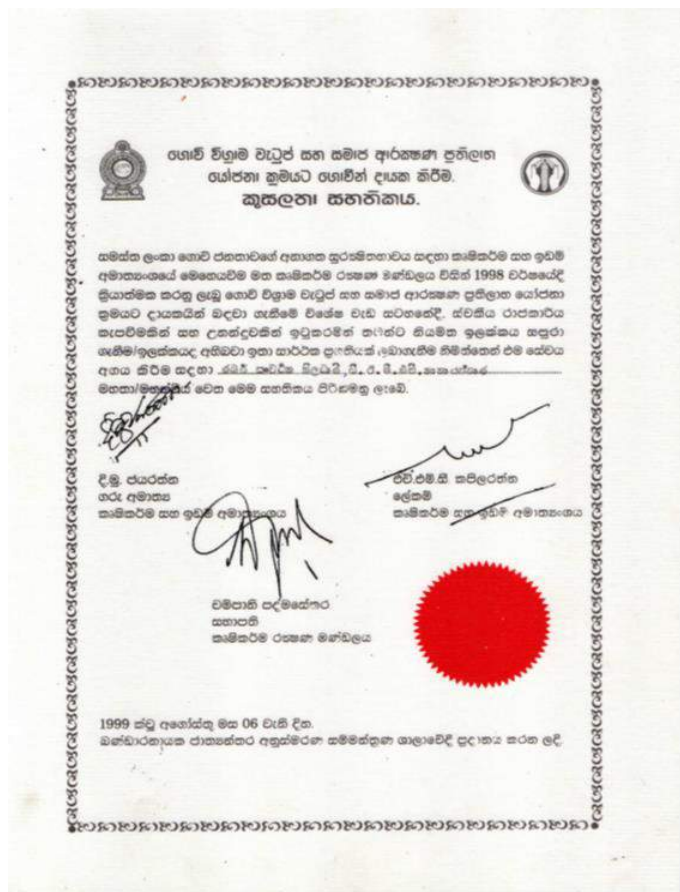 ගොවි විශ්‍රාම වැටුප් සහ සමාජ ආරක්‍ෂණ ප්‍රතිලාභ
යෝජනා ක්‍රමයට ගොවීන් දායක කිරීම.
කුසලතා සහතිකය.
සමස්ත ලංකා ගොවි ජනතාවගේ අනාගත සුරක්‍ෂිතභාවය සඳහා කෘෂිකර්ම සහ ඉඩම්
අමාත්‍යංශයේ මෙහෙයවීම මත කෘෂිකර්ම රක්‍ෂණ මණ්ඩලය විසින් 1998 වර්ෂයේදී
ක්‍රියාත්මක කරනු ලැබූ ගොවි විශ්‍රාම වැටුප් සහ සමාජ ආරක්‍ෂණ ප්‍රතිලාභ යෝජනා
ක්‍රමයට දායකයින් බඳවා ගැනීමේ විශේෂ වැඩ සටහනේදී, ස්වකීය රාජකාරිය
කැපවීමකින් සහ උනන්දුවකින් ඉටුකරමින් තමන්ට නියමිත ඉලක්කය සපුරා
ගැනීම/ඉලක්කයද අභිබවා ඉතා සාර්ථක ප්‍රගතියක් ලබාගැනීම නිමිත්තෙන් එම සේවය
අගය කිරීම සඳහා
මහතා/මහත්මිය වෙත මෙම සහතිකය පිරිනමනු ලැබේ.
දි.මු. ජයරත්න
ගරු අමාත්‍ය
කෘෂිකර්ම සහ ඉඩම් අමාත්‍යංශය
එච්.එම්.සී. කපිලරත්න
ලේකම්
කෘෂිකර්ම සහ ඉඩම් අමාත්‍යංශය
චම්පානි පද්මසේකර
සභාපති
කෘෂිකර්ම රක්‍ෂණ මණ්ඩලය
1999 ක්වූ අගෝස්තු මස 06 වැනි දින.
බණ්ඩාරනායක ජාත්‍යන්තර අනුස්මරණ සම්මන්ත්‍රණ ශාලාවේදී ප්‍රදානය කරන ලදි.